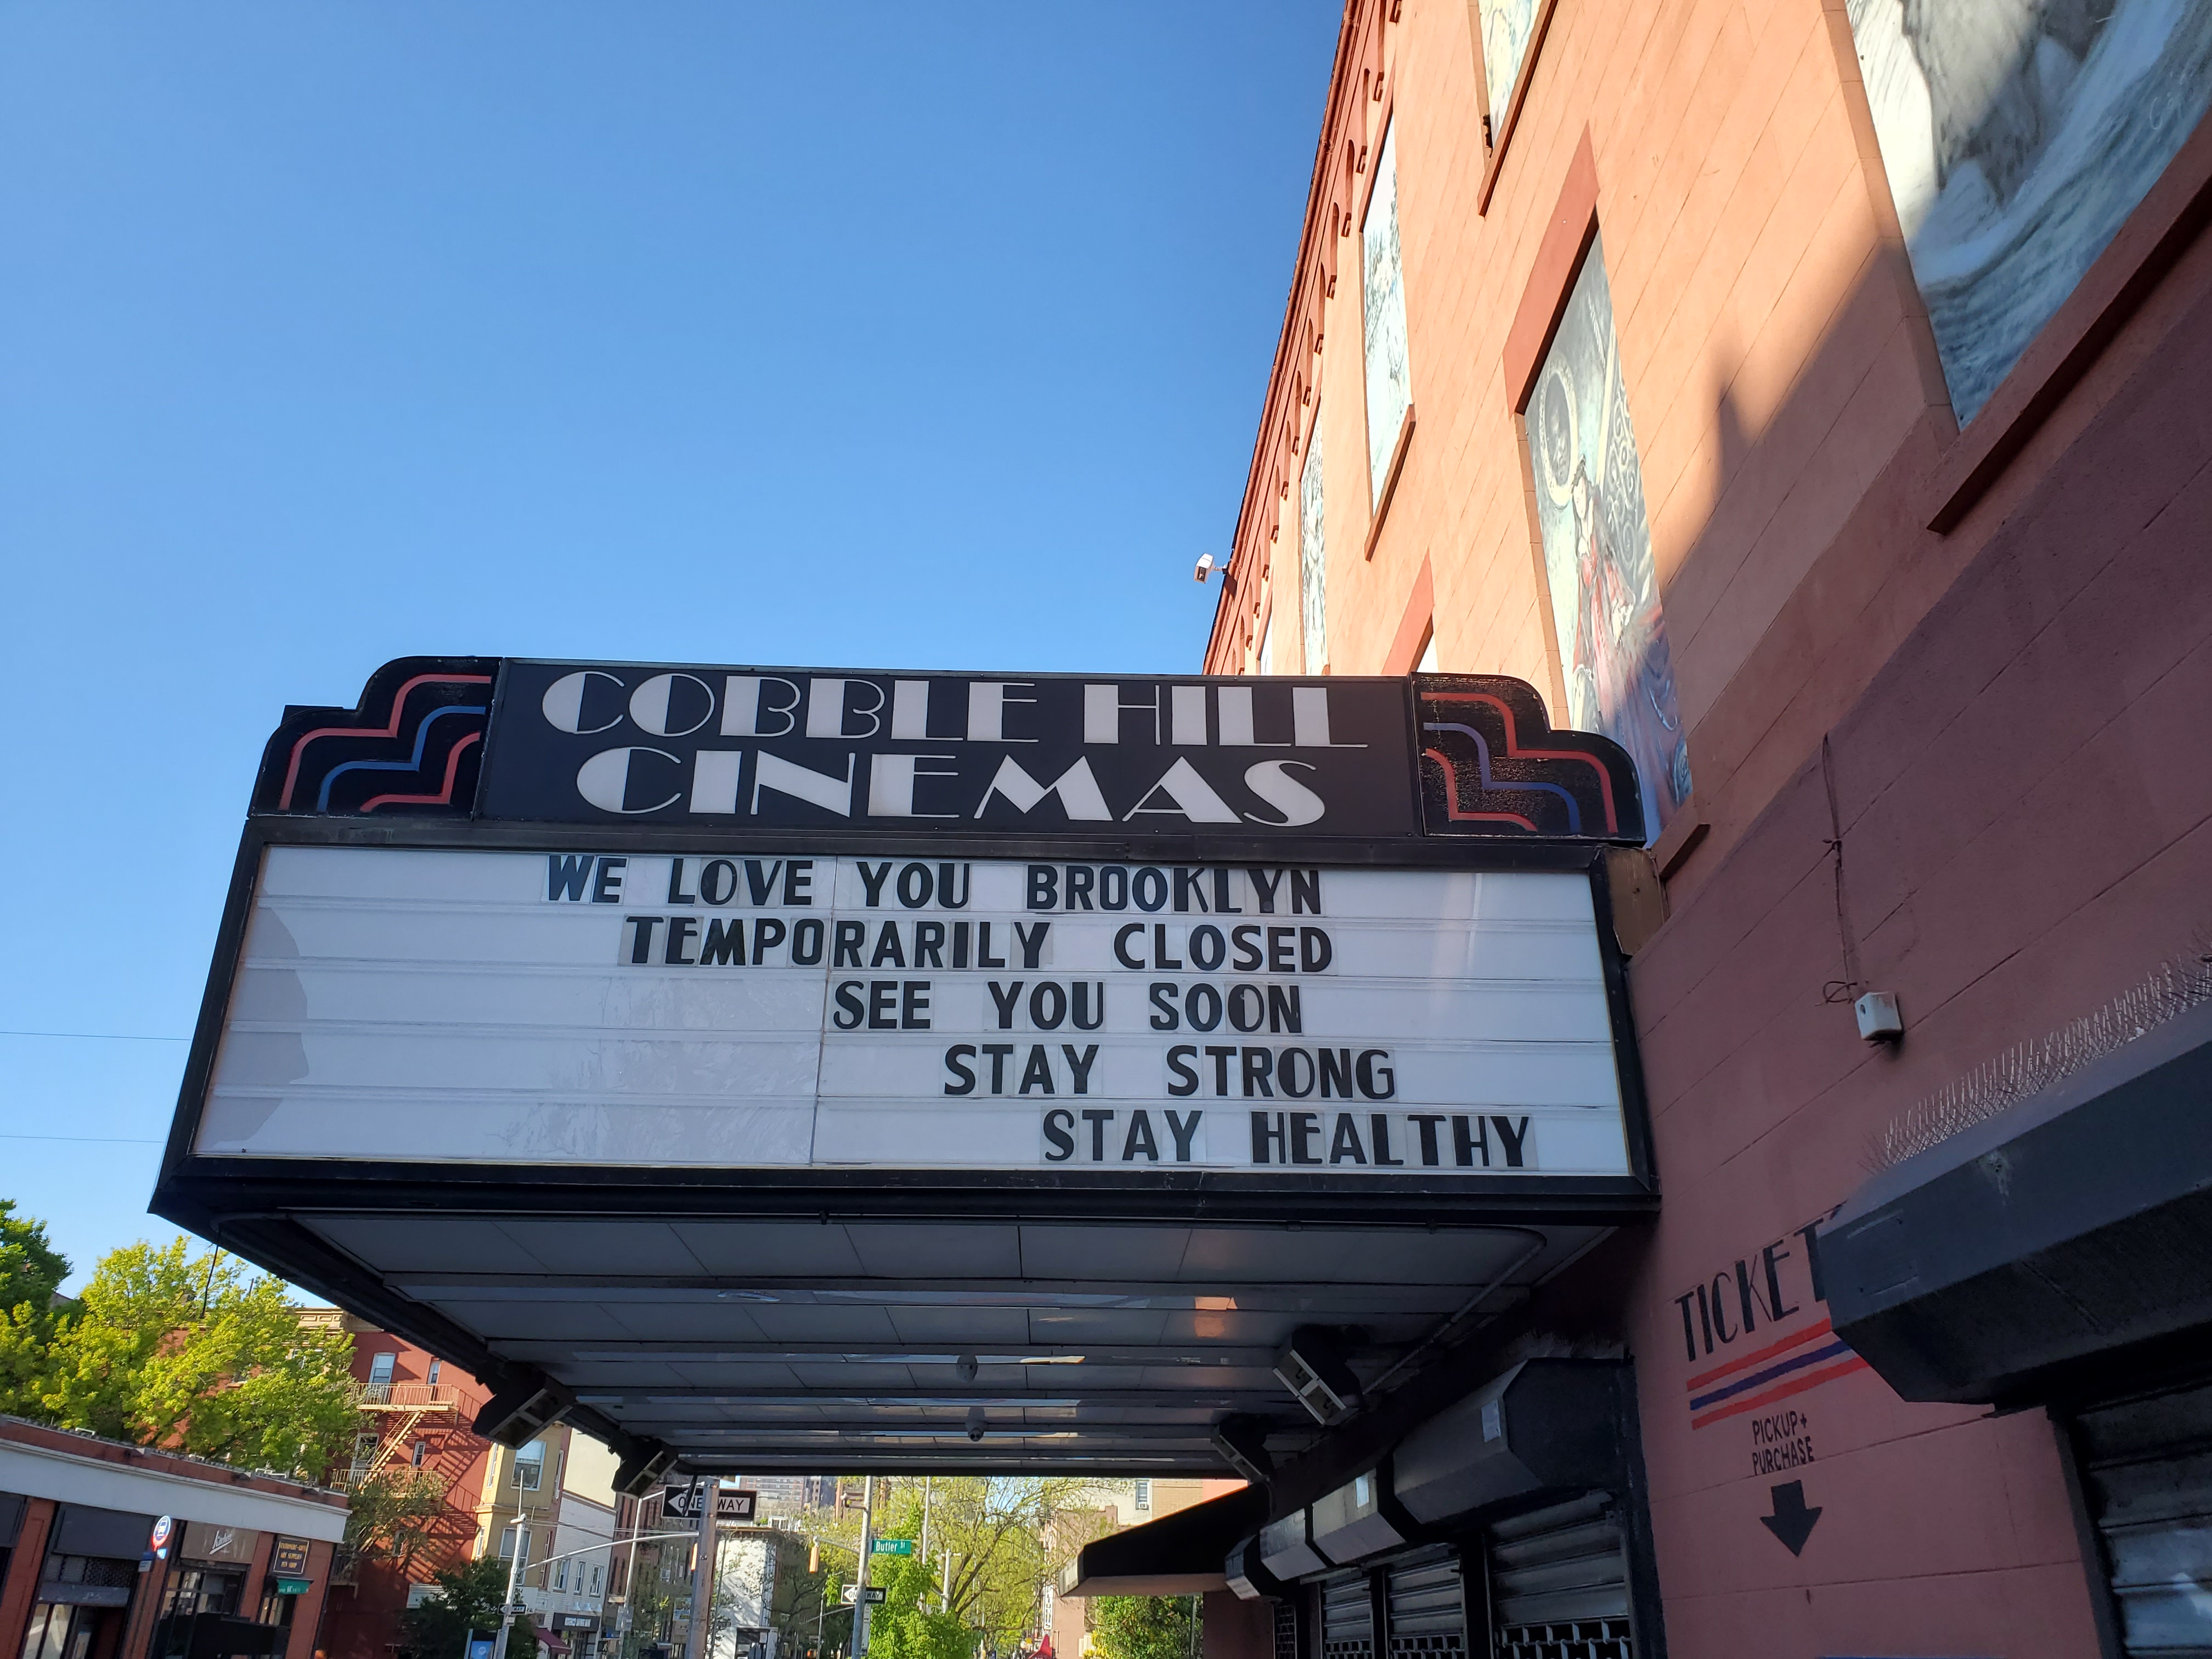 COBBLE HILL
CINEMAS
WE LOVE YOU BROOKLYN
TEMPORARILY CLOSED
SEE YOU SOON
STAY STRONG
STAY HEALTHY
TICKET
PICKUP+
PURCHASE
ONE WAY
Butler St